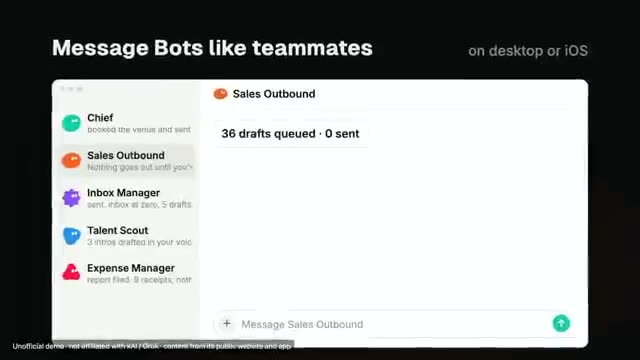 Message Bots like teammates
on desktop or iOS
Sales Outbound
Chief
booked the venue and sent
36 drafts queued · 0 sent
Sales Outbound
Nothing goes out until you'r
Inbox Manager
sent. inbox at zero, 5 drafts
Talent Scout
3 intros drafted in your voic
Expense Manager
report filed. 9 receipts, noth
+ Message Sales Outbound
Unofficial demo · not affiliated with xAI / Grok · content from its public website and app